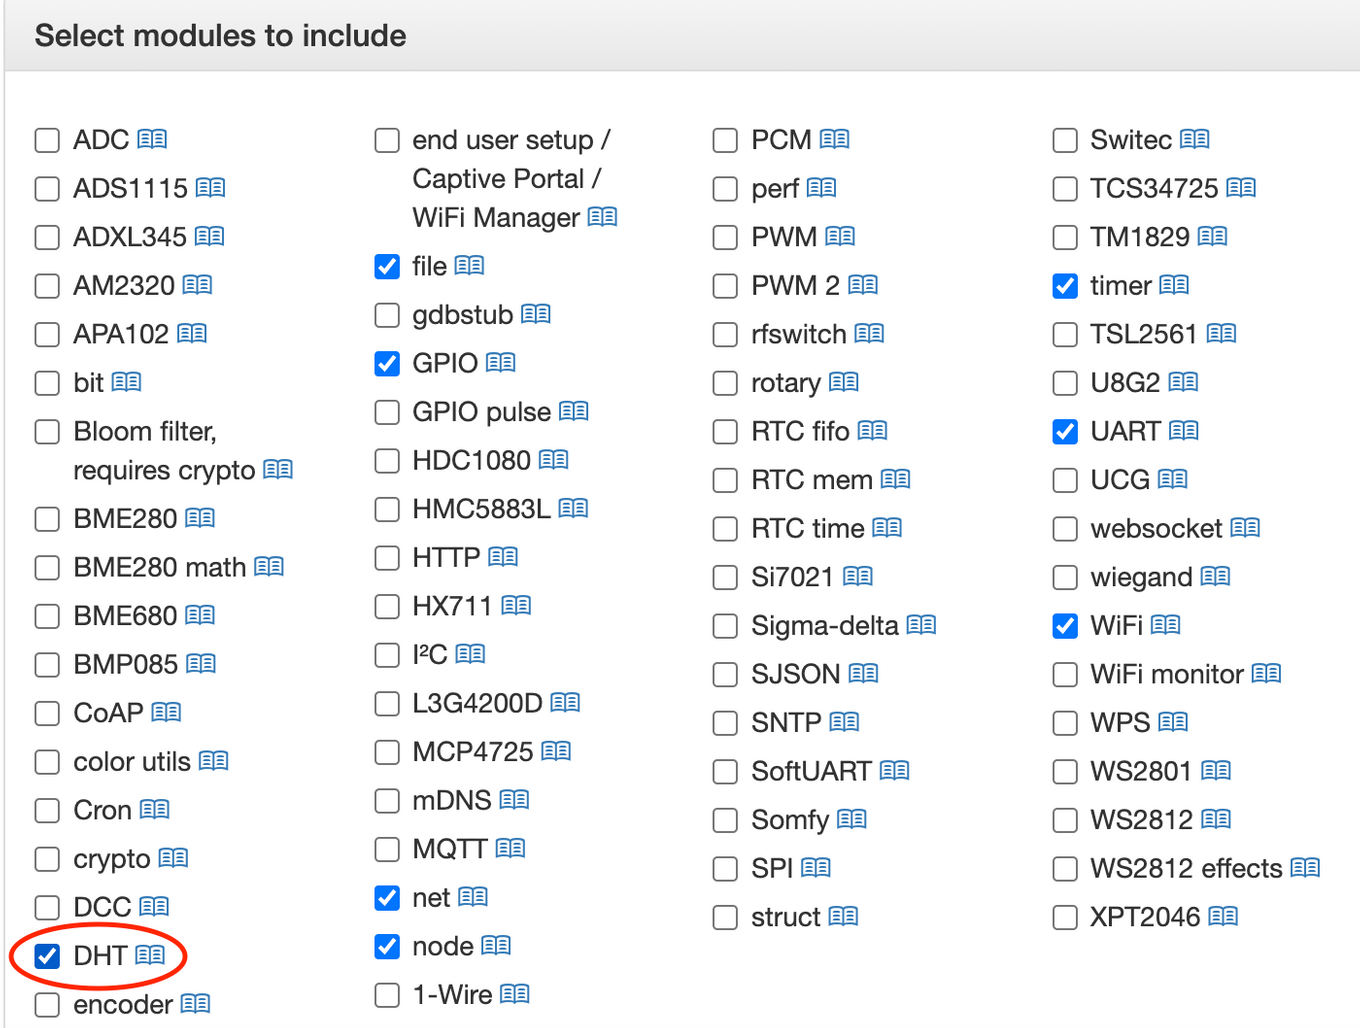 Select modules to include
ADC
ADS1115
ADXL345
AM2320
APA102
bit
Bloom filter,
requires crypto
BME280
BME280 math
BME680
BMP085
CoAP
color utils
Cron
crypto
DCC
DHT
encoder
end user setup /
Captive Portal /
WiFi Manager
file
gdbstub
GPIO
GPIO pulse
HDC1080
HMC5883L
HTTP
HX711
I²C
L3G4200D
MCP4725
mDNS
MQTT
net
node
1-Wire
PCM
perf
PWM
PWM 2
rfswitch
rotary
RTC fifo
RTC mem
RTC time
Si7021
Sigma-delta
SJSON
SNTP
SoftUART
Somfy
SPI
struct
Switec
TCS34725
TM1829
timer
TSL2561
U8G2
UART
UCG
websocket
wiegand
WiFi
WiFi monitor
WPS
WS2801
WS2812
WS2812 effects
XPT2046